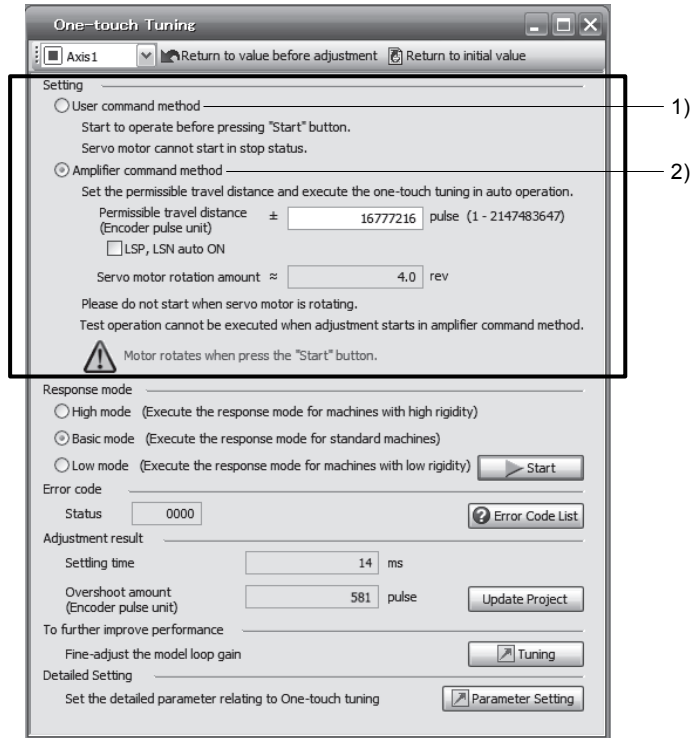 One-touch Tuning
Axis1 Return to value before adjustment Return to initial value
Setting
User command method 1)
Start to operate before pressing "Start" button.
Servo motor cannot start in stop status.
Amplifier command method 2)
Set the permissible travel distance and execute the one-touch tuning in auto operation.
Permissible travel distance ± 16777216 pulse (1 - 2147483647)
(Encoder pulse unit)
LSP, LSN auto ON
Servo motor rotation amount ≈ 4.0 rev
Please do not start when servo motor is rotating.
Test operation cannot be executed when adjustment starts in amplifier command method.
Motor rotates when press the "Start" button.
Response mode
High mode (Execute the response mode for machines with high rigidity)
Basic mode (Execute the response mode for standard machines)
Low mode (Execute the response mode for machines with low rigidity) Start
Error code
Status 0000 Error Code List
Adjustment result
Settling time 14 ms
Overshoot amount 581 pulse Update Project
(Encoder pulse unit)
To further improve performance
Fine-adjust the model loop gain Tuning
Detailed Setting
Set the detailed parameter relating to One-touch tuning Parameter Setting